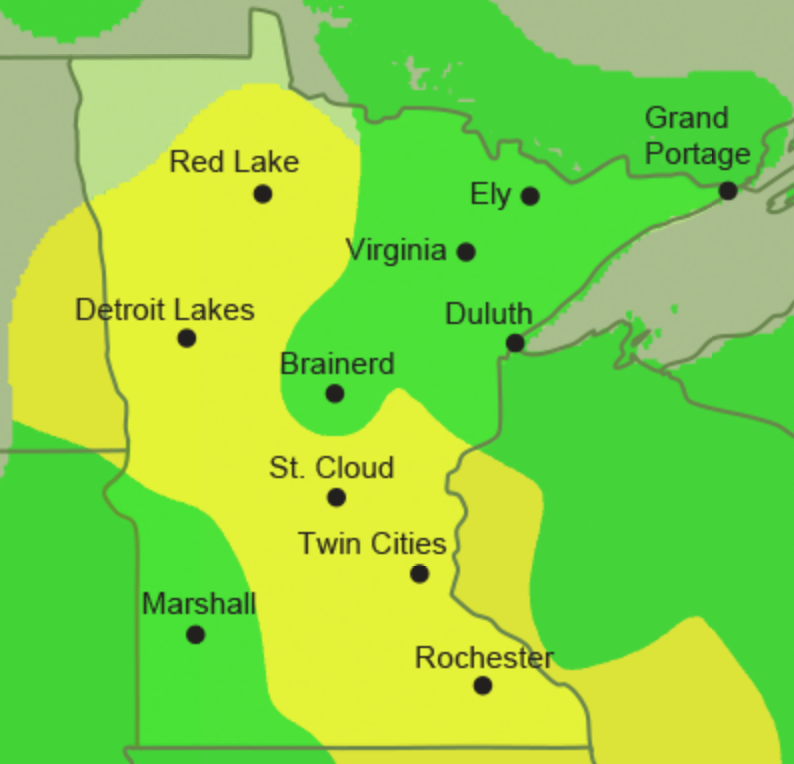 Grand
Portage
Red Lake
Ely
Virginia
Detroit Lakes
Duluth
Brainerd
St. Cloud
Twin Cities
Marshall
Rochester